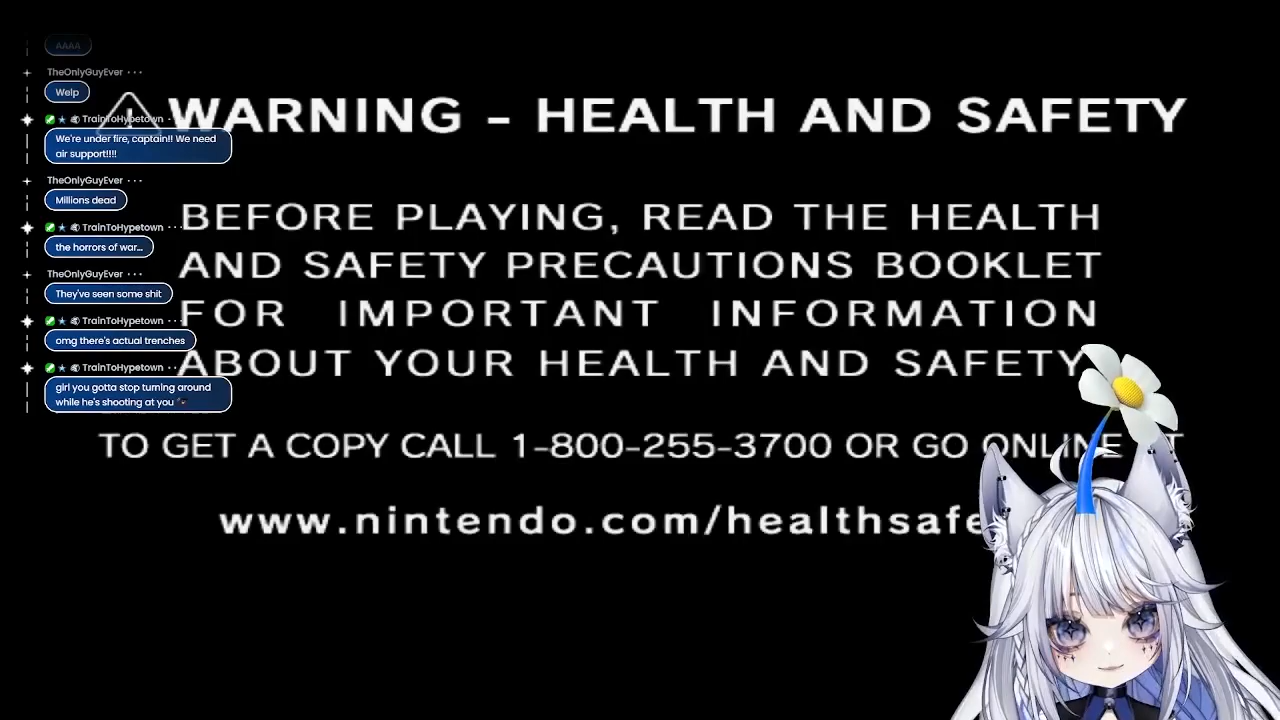 AAAA
TheOnlyGuyEver
Welp
TrainToHypetown
We're under fire, captain!! We need
air support!!!!
TheOnlyGuyEver
Millions dead
TrainToHypetown
the horrors of war...
TheOnlyGuyEver
They've seen some shit
TrainToHypetown
omg there's actual trenches
TrainToHypetown
girl you gotta stop turning around
while he's shooting at you
WARNING - HEALTH AND SAFETY
BEFORE PLAYING, READ THE HEALTH
AND SAFETY PRECAUTIONS BOOKLET
FOR IMPORTANT INFORMATION
ABOUT YOUR HEALTH AND SAFETY
TO GET A COPY CALL 1-800-255-3700 OR GO ONLINE
www.nintendo.com/healthsafe